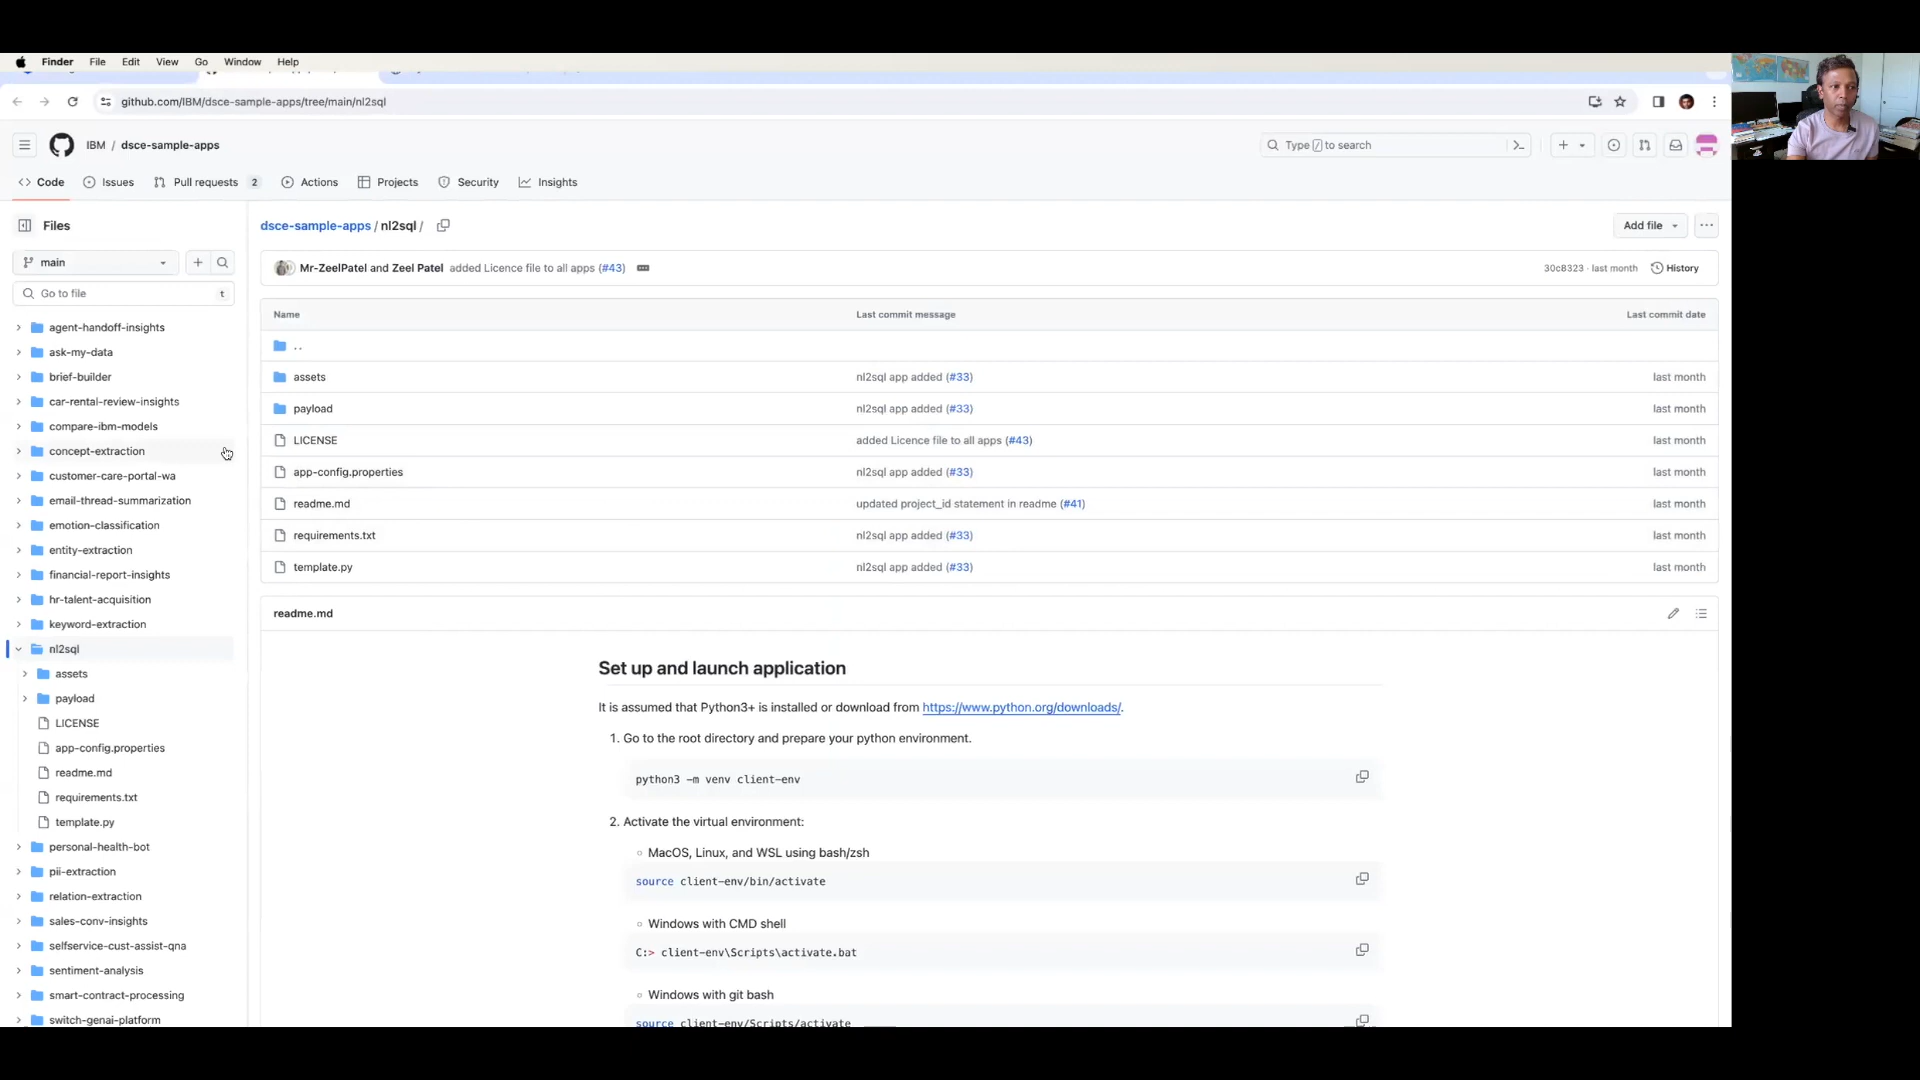 Finder File Edit View Go Window Help
github.com/IBM/dsce-sample-apps/tree/main/nl2sql
IBM / dsce-sample-apps
Type / to search
Code Issues Pull requests 2 Actions Projects Security Insights
Files
main
Go to file t
agent-handoff-insights
ask-my-data
brief-builder
car-rental-review-insights
compare-ibm-models
concept-extraction
customer-care-portal-wa
email-thread-summarization
emotion-classification
entity-extraction
financial-report-insights
hr-talent-acquisition
keyword-extraction
nl2sql
assets
payload
LICENSE
app-config.properties
readme.md
requirements.txt
template.py
personal-health-bot
pii-extraction
relation-extraction
sales-conv-insights
selfservice-cust-assist-qna
sentiment-analysis
smart-contract-processing
switch-genai-platform
dsce-sample-apps / nl2sql /
Add file
Mr-ZeelPatel and Zeel Patel added Licence file to all apps (#43)
30c8323 · last month History
Name Last commit message Last commit date
..
assets nl2sql app added (#33) last month
payload nl2sql app added (#33) last month
LICENSE added Licence file to all apps (#43) last month
app-config.properties nl2sql app added (#33) last month
readme.md updated project_id statement in readme (#41) last month
requirements.txt nl2sql app added (#33) last month
template.py nl2sql app added (#33) last month
readme.md
Set up and launch application
It is assumed that Python3+ is installed or download from https://www.python.org/downloads/.
1. Go to the root directory and prepare your python environment.
python3 -m venv client-env
2. Activate the virtual environment:
MacOS, Linux, and WSL using bash/zsh
source client-env/bin/activate
Windows with CMD shell
C:> client-env\Scripts\activate.bat
Windows with git bash
source client-env/Scripts/activate